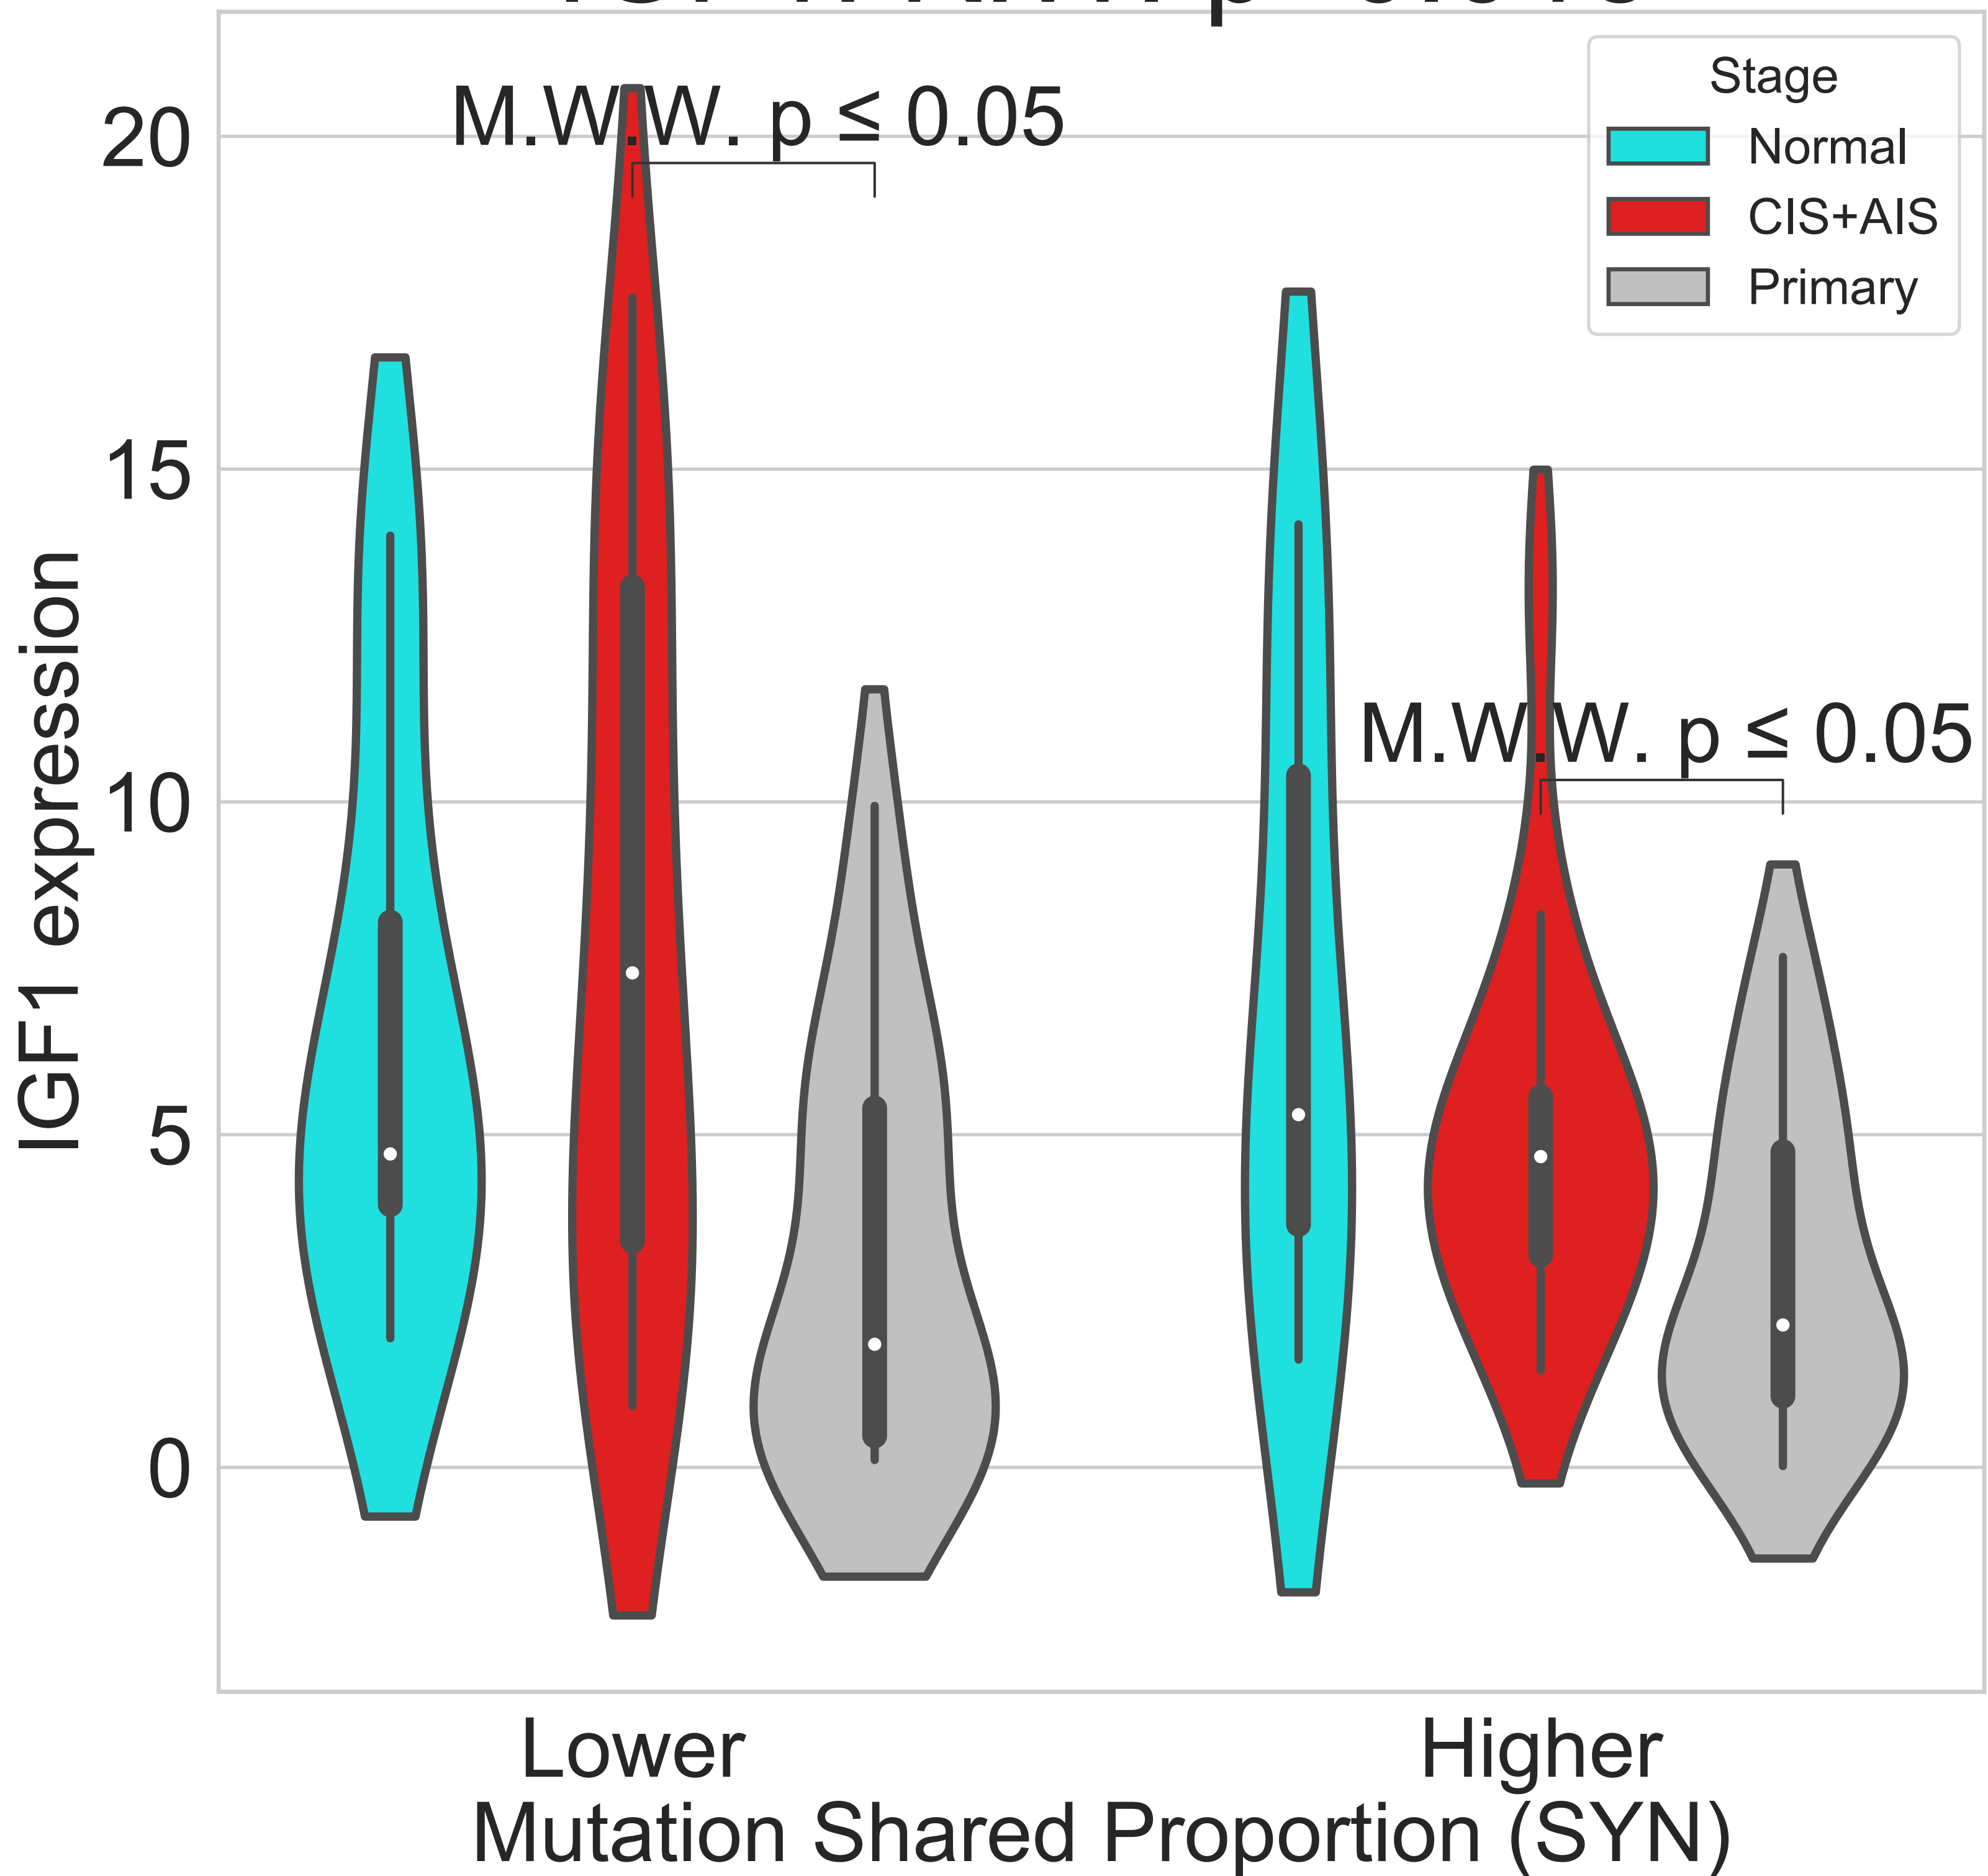 Stage
Normal
CIS+AIS
Primary
M.W.W. p ≤ 0.05
M.W.W. p ≤ 0.05
20
15
10
5
0
IGF1 expression
Lower
Higher
Mutation Shared Proportion (SYN)